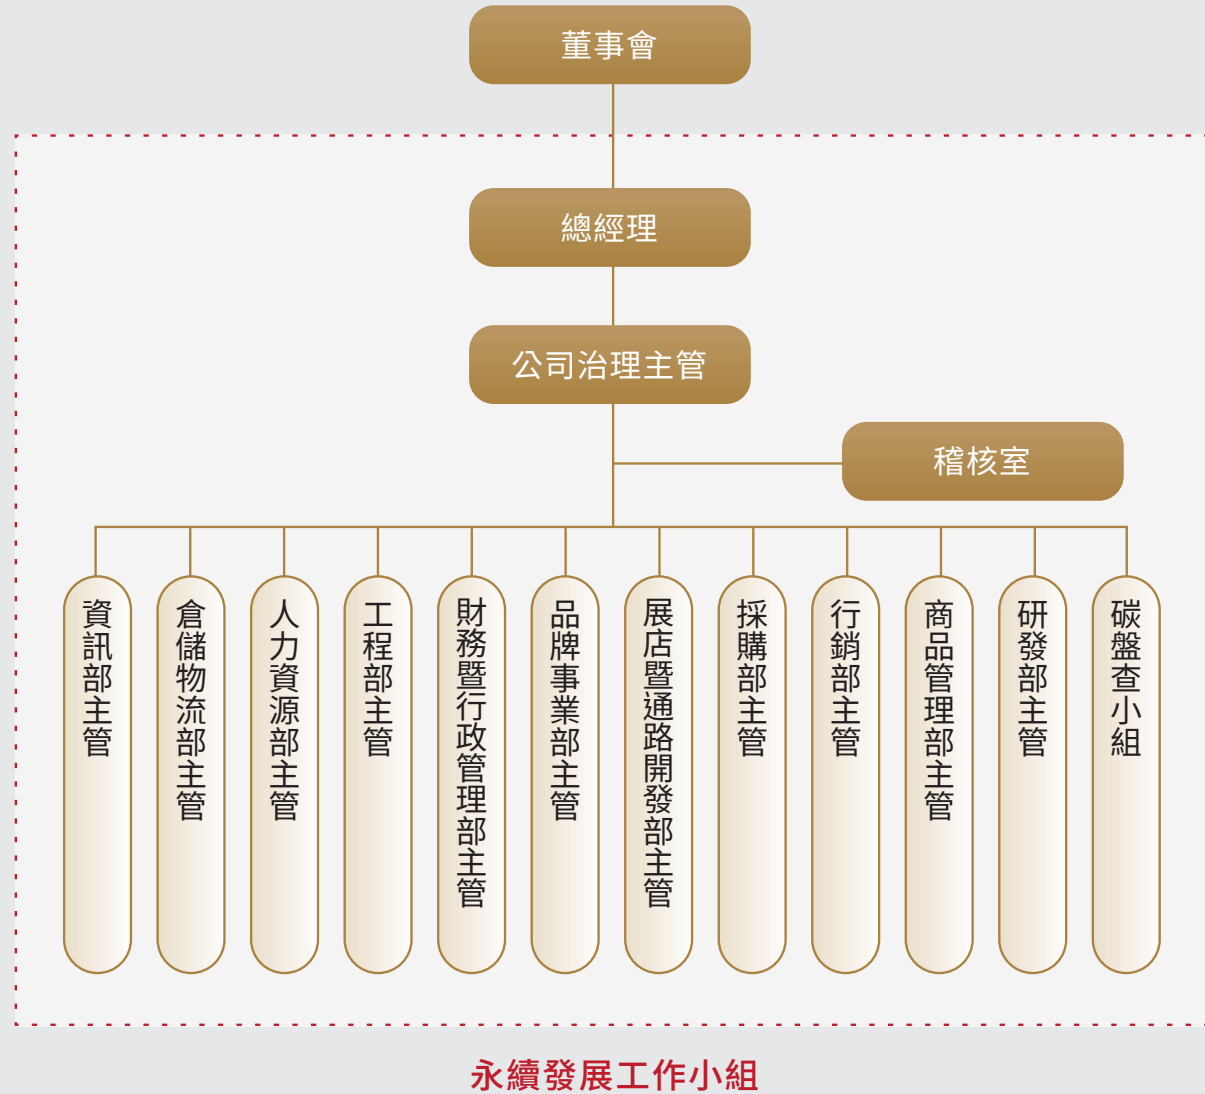 董事會
總經理
公司治理主管
稽核室
資訊部主管
倉儲物流部主管
人力資源部主管
工程部主管
財務暨行政管理部主管
品牌事業部主管
展店暨通路開發部主管
採購部主管
行銷部主管
商品管理部主管
研發部主管
碳盤查小組
永續發展工作小組